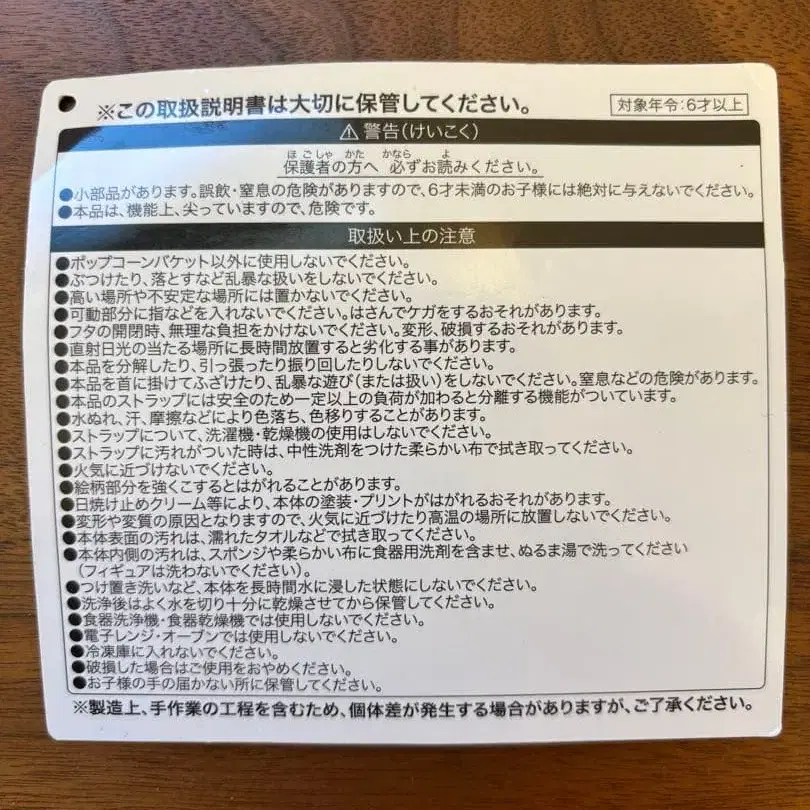 ※この取扱説明書は大切に保管してください。
対象年令:6才以上
⚠警告(けいこく)
ほごしゃ かた かなら よ
保護者の方へ 必ずお読みください。
●小部品があります。誤飲・窒息の危険がありますので、6才未満のお子様には絶対に与えないでください。
●本品は、機能上、尖っていますので、危険です。
取扱い上の注意
●ポップコーンバケット以外に使用しないでください。
●ぶつけたり、落とすなど乱暴な扱いをしないでください。
●高い場所や不安定な場所には置かないでください。
●可動部分に指などを入れないでください。はさんでケガをするおそれがあります。
●フタの開閉時、無理な負担をかけないでください。変形、破損するおそれがあります。
●直射日光の当たる場所に長時間放置すると劣化する事があります。
●本品を分解したり、引っ張ったり振り回したりしないでください。
●本品を首に掛けてふざけたり、乱暴な遊び(または扱い)をしないでください。窒息などの危険があります。
●本品のストラップには安全のため一定以上の負荷が加わると分離する機能がついています。
●水ぬれ、汗、摩擦などにより色落ち、色移りすることがあります。
●ストラップについて、洗濯機・乾燥機の使用はしないでください。
●ストラップに汚れがついた時は、中性洗剤をつけた柔らかい布で拭き取ってください。
●火気に近づけないでください。
●絵柄部分を強くこするとはがれることがあります。
●日焼け止めクリーム等により、本体の塗装・プリントがはがれるおそれがあります。
●変形や変質の原因となりますので、火気に近づけたり高温の場所に放置しないでください。
●本体表面の汚れは、濡れたタオルなどで拭き取ってください。
●本体内側の汚れは、スポンジや柔らかい布に食器用洗剤を含ませ、ぬるま湯で洗ってください
(フィギュアは洗わないでください)。
●つけ置き洗いなど、本体を長時間水に浸した状態にしないでください。
●洗浄後はよく水を切り十分に乾燥させてから保管してください。
●食器洗浄機・食器乾燥機では使用しないでください。
●電子レンジ・オーブンでは使用しないでください。
●冷凍庫に入れないでください。
●破損した場合はご使用をおやめください。
●お子様の手の届かない所に保管してください。
※製造上、手作業の工程を含むため、個体差が発生する場合がありますが、ご了承ください。